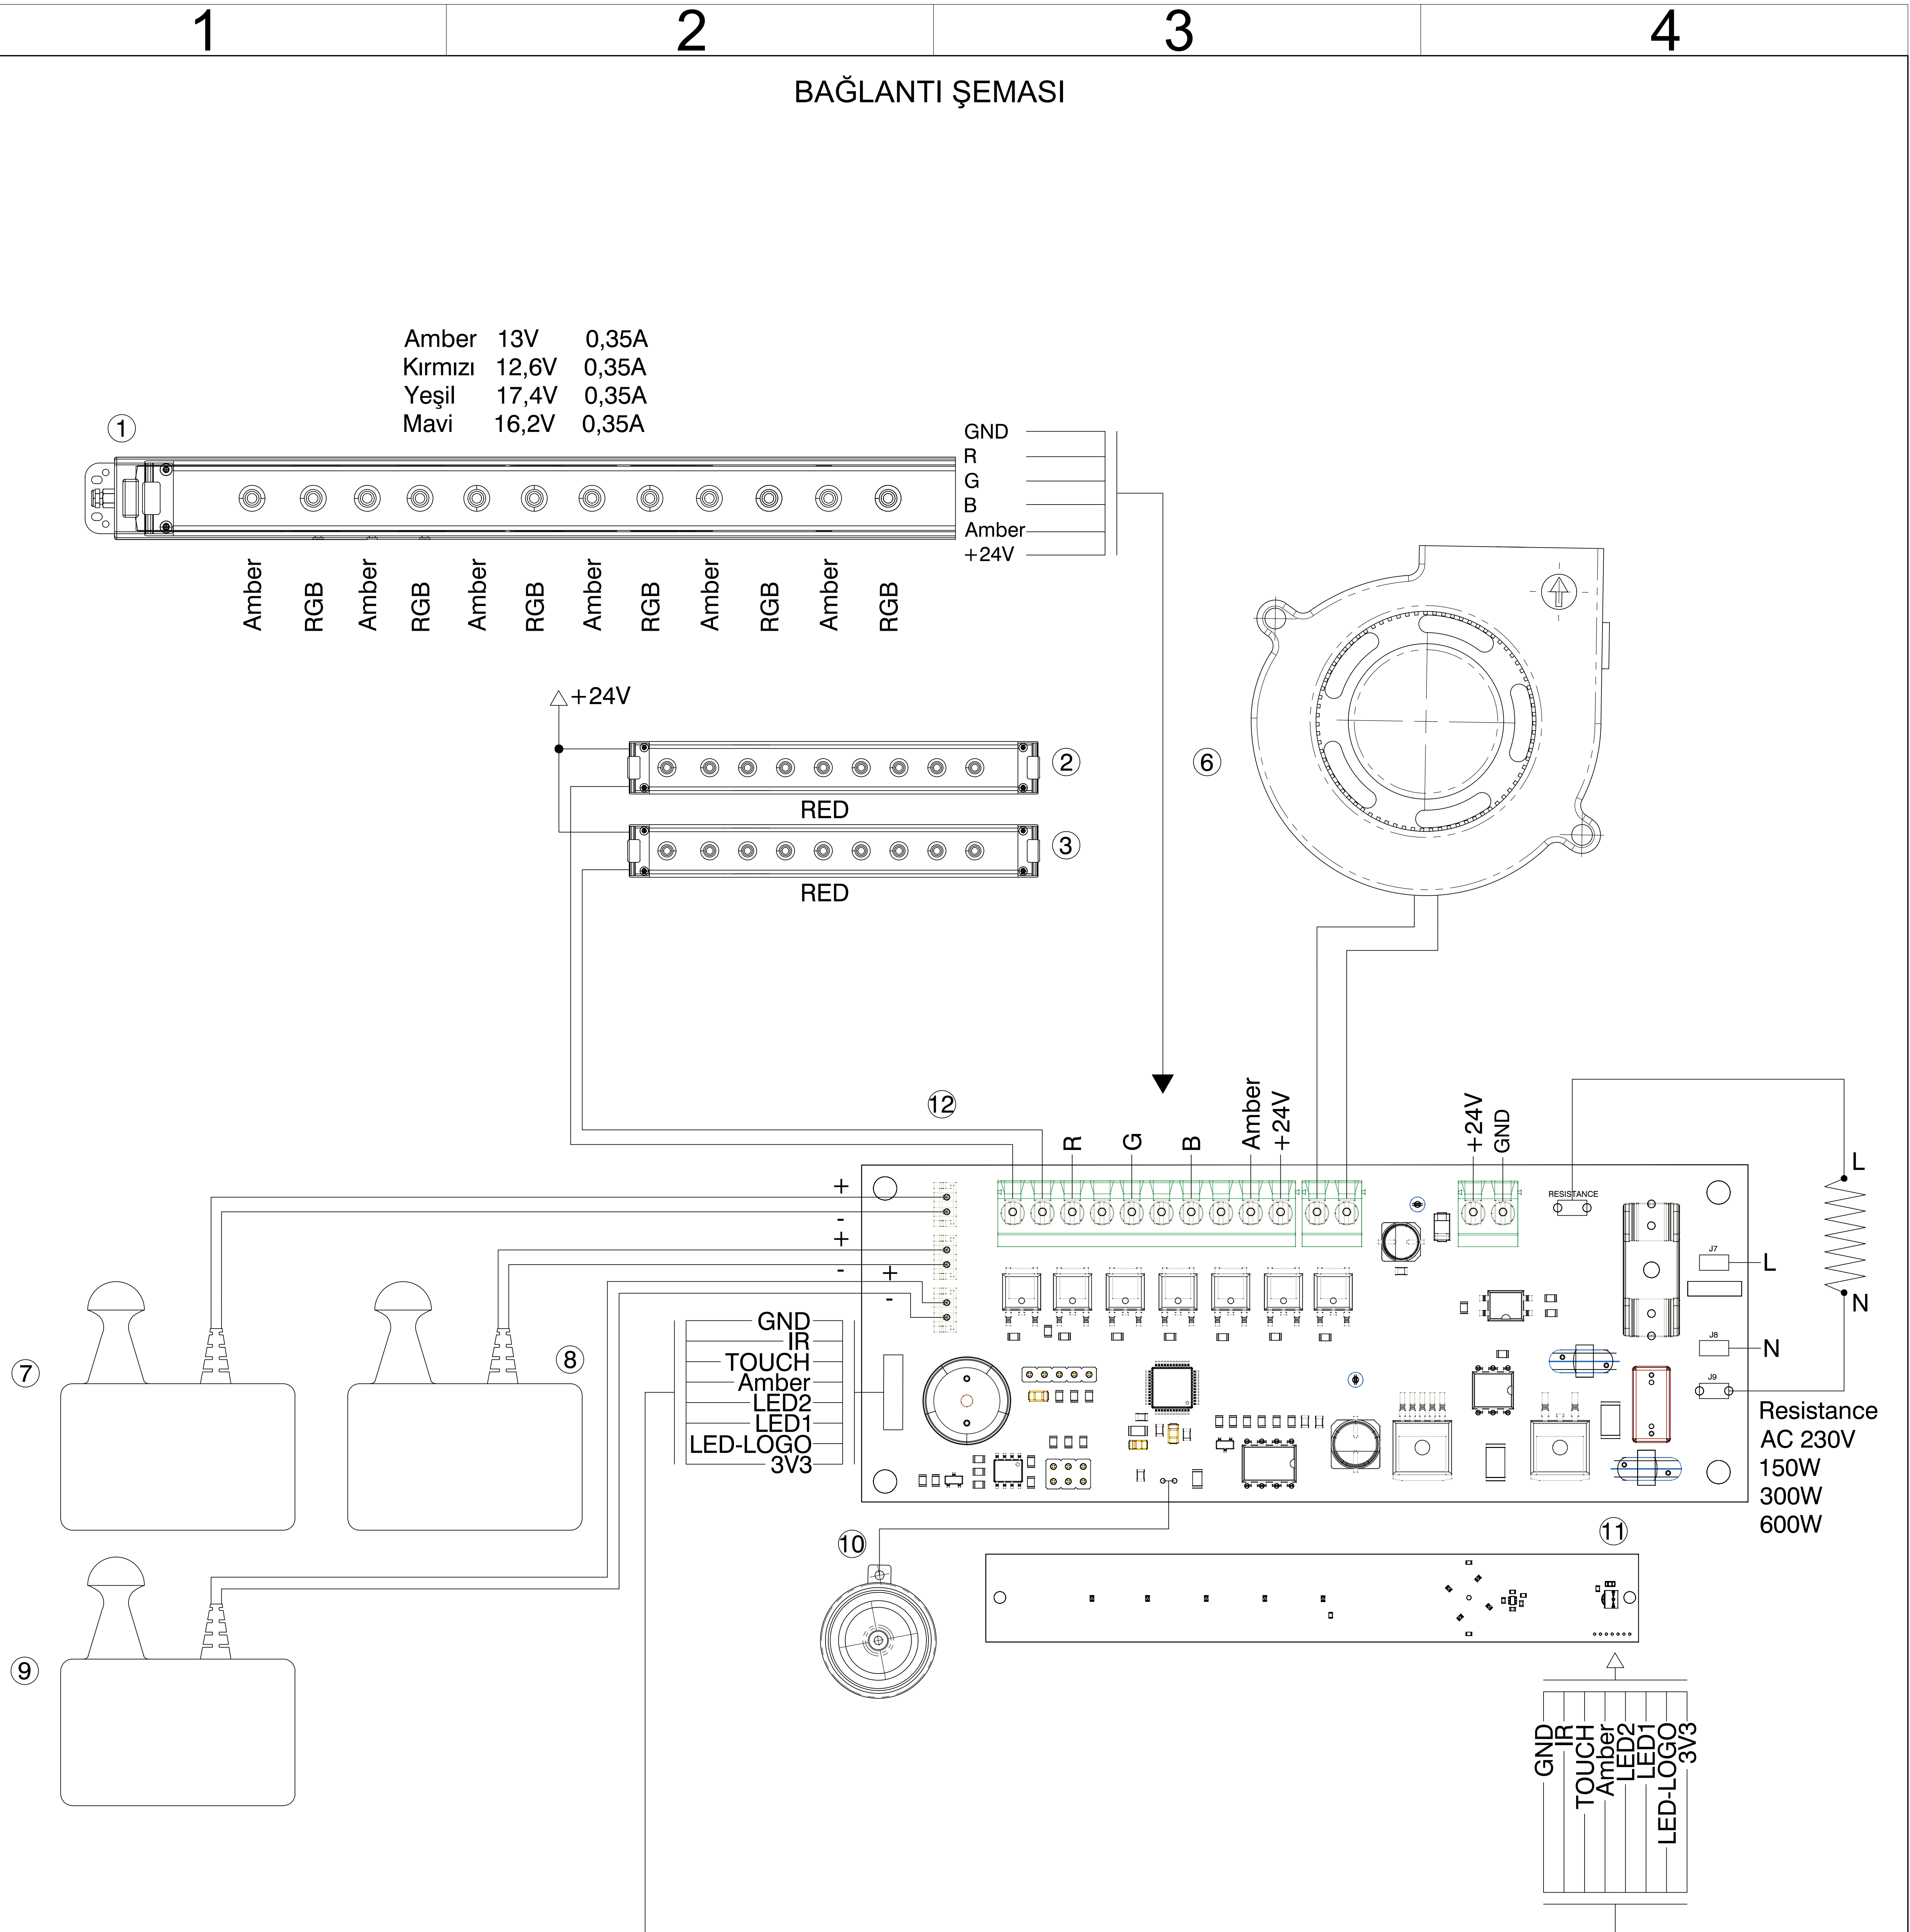 1 2 3 4
BAĞLANTI ŞEMASI
Amber 13V 0,35A
Kırmızı 12,6V 0,35A
Yeşil 17,4V 0,35A
Mavi 16,2V 0,35A
1
GND
R
G
B
Amber
+24V
Amber RGB Amber RGB Amber RGB Amber RGB Amber RGB Amber RGB
+24V
2
RED
3
RED
6
12
R G B Amber +24V
+24V GND
L
RESISTANCE
N
+
-
+
-
+
-
J7
L
J8
N
J9
GND
IR
TOUCH
Amber
LED2
LED1
LED-LOGO
3V3
7
8
Resistance
AC 230V
150W
300W
600W
10
11
9
GND
IR
TOUCH
Amber
LED2
LED1
LED-LOGO
3V3